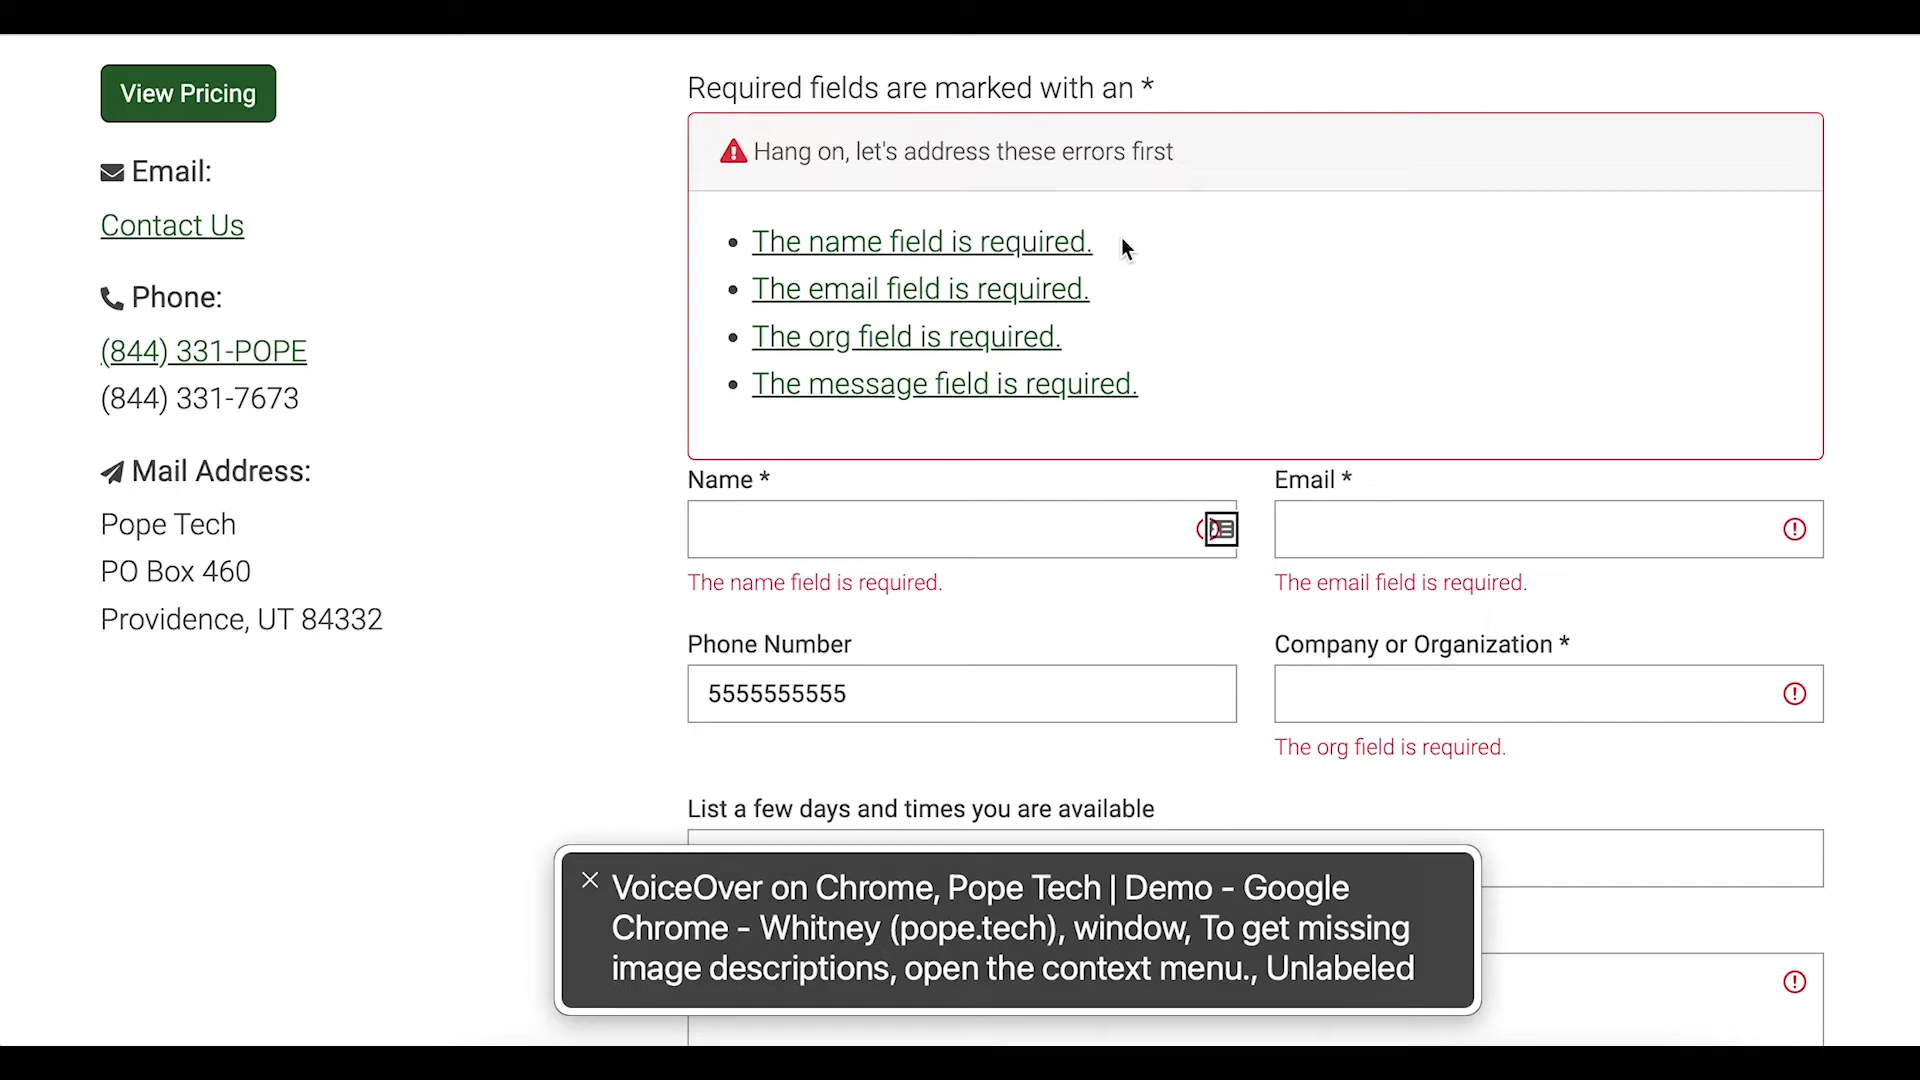 View Pricing
Email:
Contact Us
Phone:
(844) 331-POPE
(844) 331-7673
Mail Address:
Pope Tech
PO Box 460
Providence, UT 84332
Required fields are marked with an *
Hang on, let's address these errors first
The name field is required.
The email field is required.
The org field is required.
The message field is required.
Name *
The name field is required.
Email *
The email field is required.
Phone Number
5555555555
Company or Organization *
The org field is required.
List a few days and times you are available
VoiceOver on Chrome, Pope Tech | Demo - Google
Chrome - Whitney (pope.tech), window, To get missing
image descriptions, open the context menu., Unlabeled